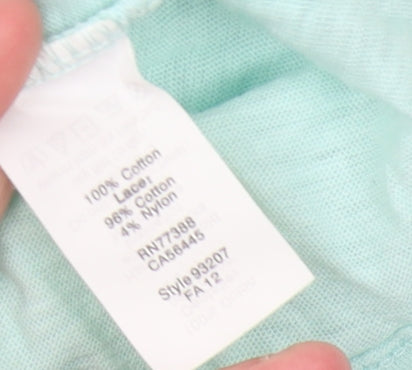 100% Cotton
Lace:
96% Cotton
4% Nylon
RN77388
CA56445
Style 93207
FA 12